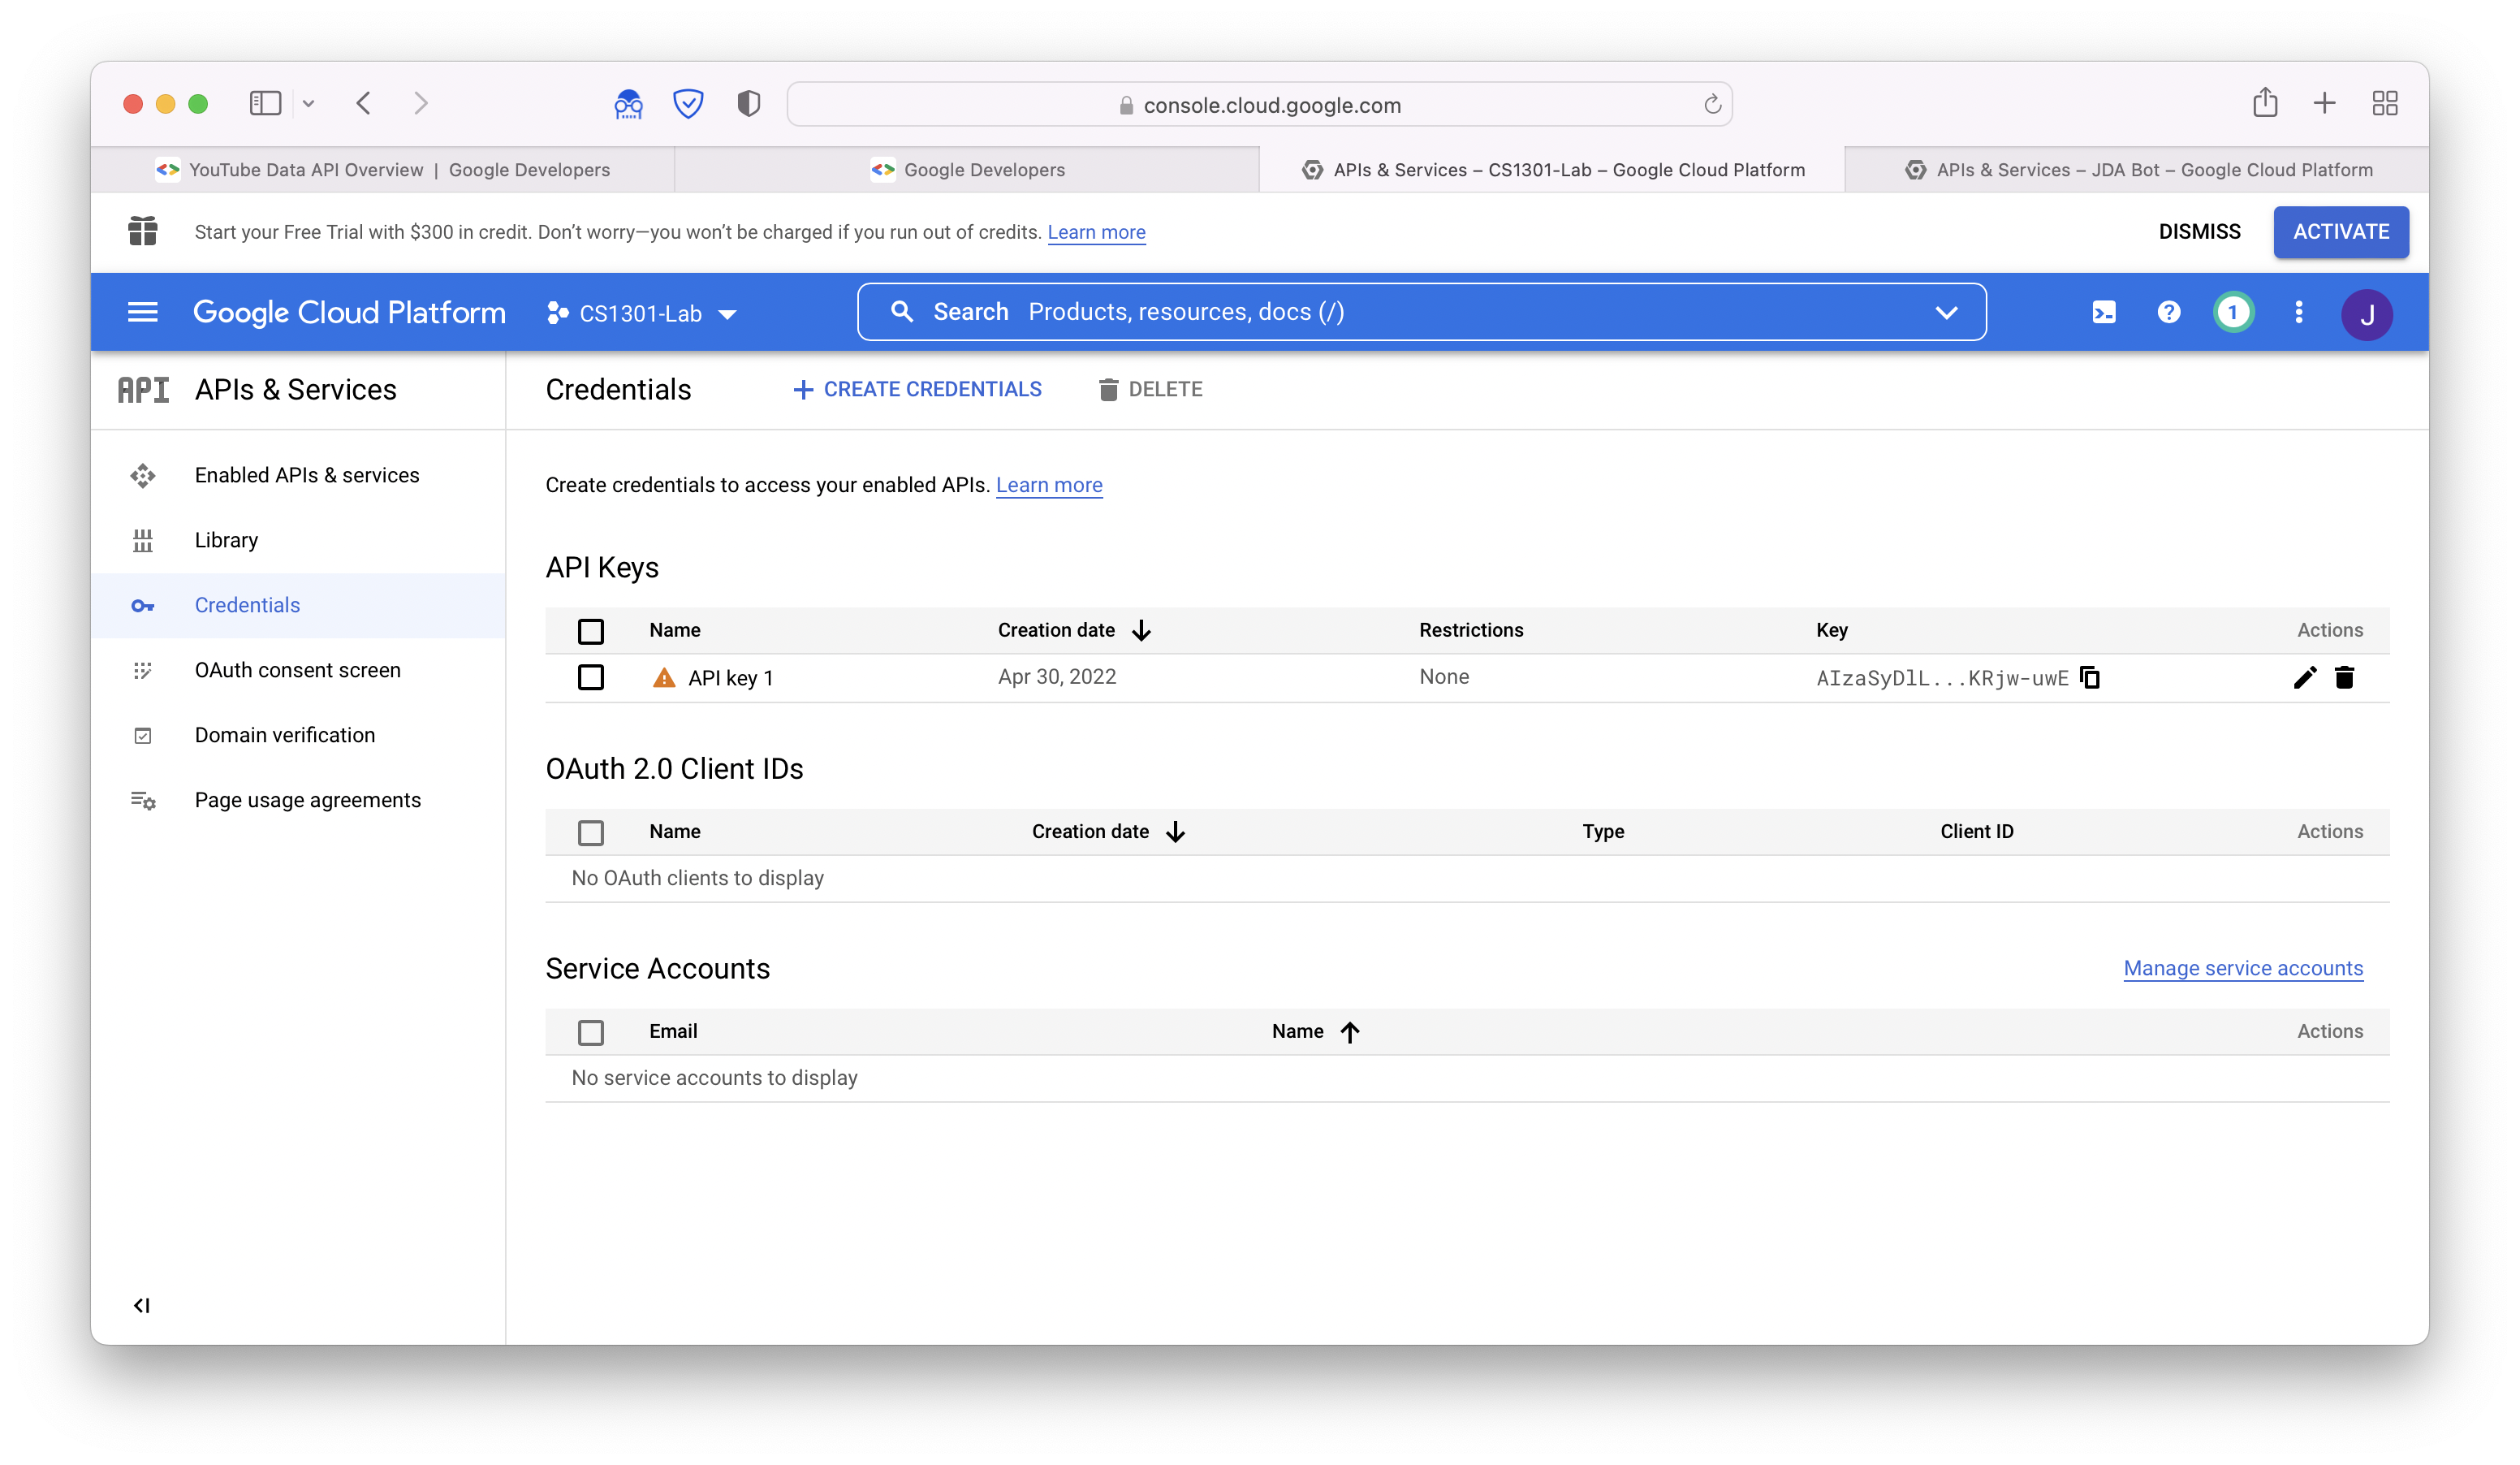 console.cloud.google.com
YouTube Data API Overview | Google Developers
Google Developers
APIs & Services – CS1301-Lab – Google Cloud Platform
APIs & Services – JDA Bot – Google Cloud Platform
Start your Free Trial with $300 in credit. Don’t worry—you won’t be charged if you run out of credits. Learn more
DISMISS
ACTIVATE
Google Cloud Platform
CS1301-Lab
Search Products, resources, docs (/)
?
1
J
API APIs & Services
Credentials
CREATE CREDENTIALS
DELETE
Enabled APIs & services
Library
Credentials
OAuth consent screen
Domain verification
Page usage agreements
Create credentials to access your enabled APIs. Learn more
API Keys
Name Creation date Restrictions Key Actions
API key 1 Apr 30, 2022 None AIzaSyDlL...KRjw-uwE
OAuth 2.0 Client IDs
Name Creation date Type Client ID Actions
No OAuth clients to display
Service Accounts
Manage service accounts
Email Name Actions
No service accounts to display